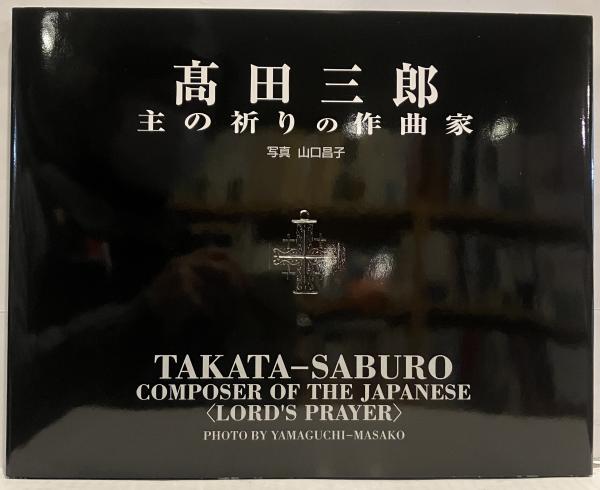 髙田三郎
主の祈りの作曲家
写真 山口昌子
TAKATA–SABURO
COMPOSER OF THE JAPANESE
〈LORD'S PRAYER〉
PHOTO BY YAMAGUCHI–MASAKO